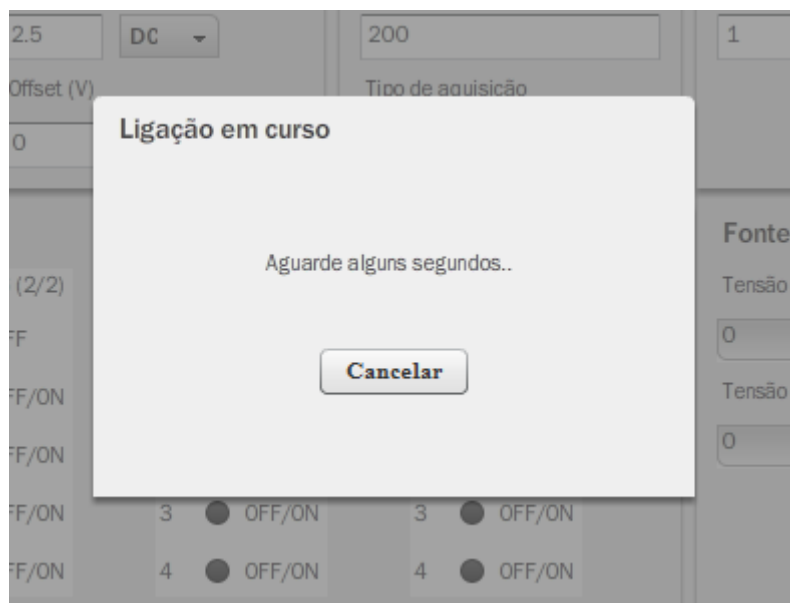 2.5 DC 200 1
Offset (V) Tipo de aquisição
0
Ligação em curso
Aguarde alguns segundos..
Cancelar
Fonte
(2/2) Tensão
FF 0
FF/ON Tensão
FF/ON 0
FF/ON 3 OFF/ON 3 OFF/ON
FF/ON 4 OFF/ON 4 OFF/ON